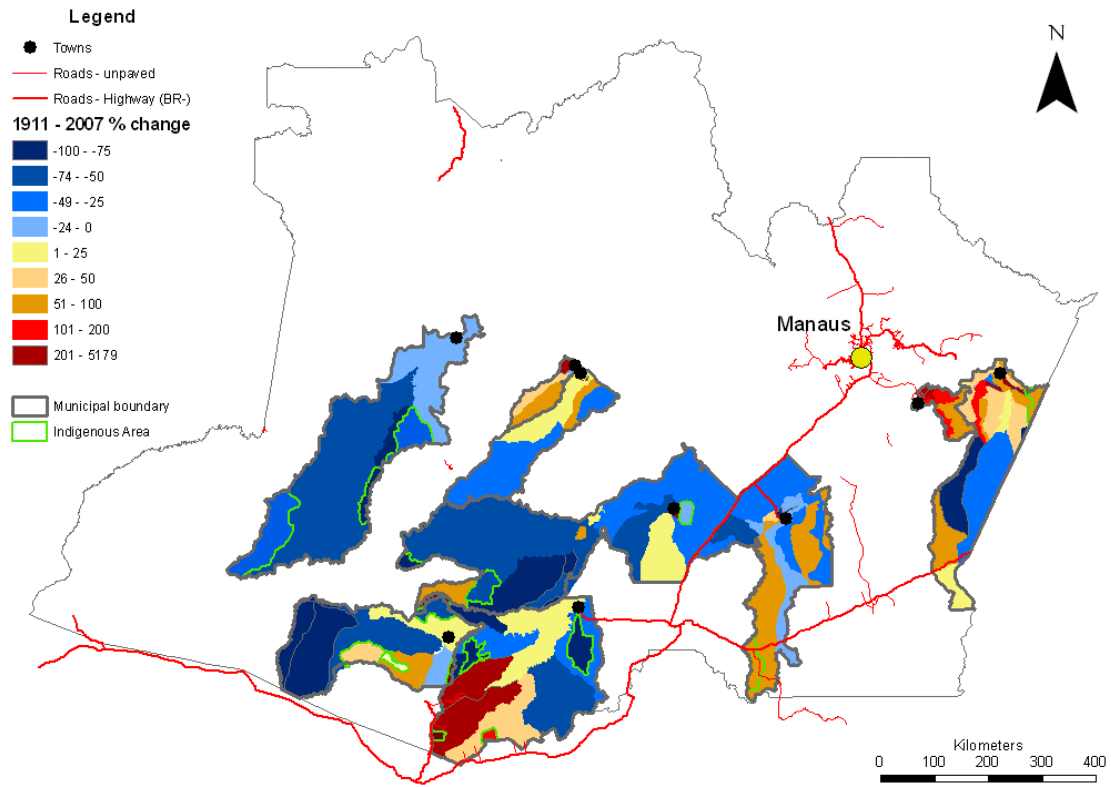 Legend
Towns
Roads - unpaved
Roads - Highway (BR-)
1911 - 2007 % change
-100 - -75
-74 - -50
-49 - -25
-24 - 0
1 - 25
26 - 50
51 - 100
101 - 200
201 - 5179
Municipal boundary
Indigenous Area
N
Manaus
Kilometers
0 100 200 300 400